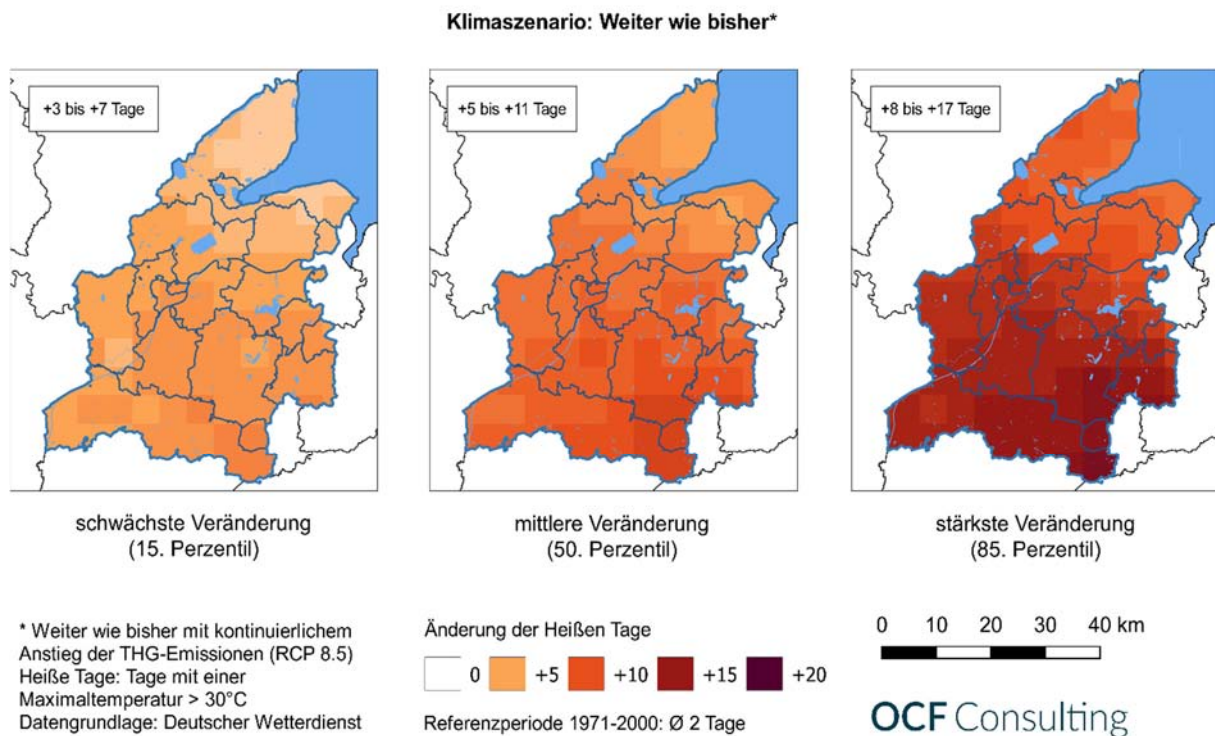 Klimaszenario: Weiter wie bisher*
+3 bis +7 Tage
+5 bis +11 Tage
+8 bis +17 Tage
schwächste Veränderung
(15. Perzentil)
mittlere Veränderung
(50. Perzentil)
stärkste Veränderung
(85. Perzentil)
* Weiter wie bisher mit kontinuierlichem
Anstieg der THG-Emissionen (RCP 8.5)
Heiße Tage: Tage mit einer
Maximaltemperatur > 30°C
Datengrundlage: Deutscher Wetterdienst
Änderung der Heißen Tage
0 +5 +10 +15 +20
Referenzperiode 1971-2000: Ø 2 Tage
0 10 20 30 40 km
OCF Consulting